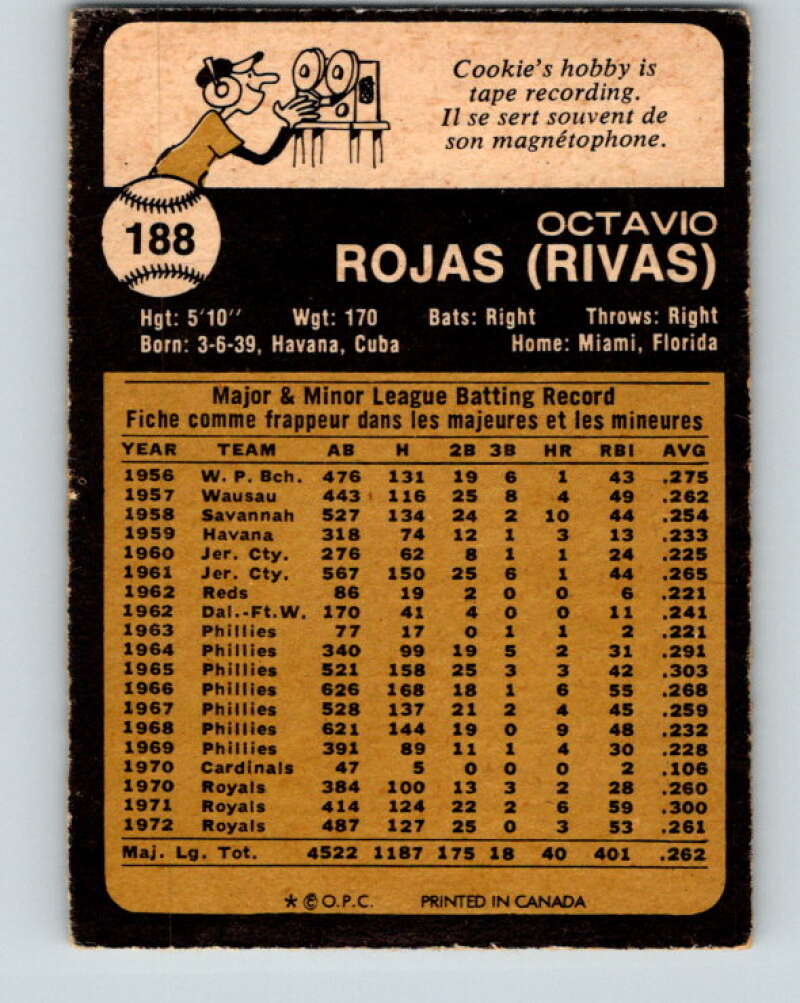 Cookie's hobby is
tape recording.
Il se sert souvent de
son magnétophone.
188
OCTAVIO
ROJAS (RIVAS)
Hgt: 5'10" Wgt: 170 Bats: Right Throws: Right
Born: 3-6-39, Havana, Cuba Home: Miami, Florida
Major & Minor League Batting Record
Fiche comme frappeur dans les majeures et les mineures
YEAR TEAM AB H 2B 3B HR RBI AVG
1956 W. P. Bch. 476 131 19 6 1 43 .275
1957 Wausau 443 116 25 8 4 49 .262
1958 Savannah 527 134 24 2 10 44 .254
1959 Havana 318 74 12 1 3 13 .233
1960 Jer. Cty. 276 62 8 1 1 24 .225
1961 Jer. Cty. 567 150 25 6 1 44 .265
1962 Reds 86 19 2 0 0 6 .221
1962 Dal.-Ft.W. 170 41 4 0 0 11 .241
1963 Phillies 77 17 0 1 1 2 .221
1964 Phillies 340 99 19 5 2 31 .291
1965 Phillies 521 158 25 3 3 42 .303
1966 Phillies 626 168 18 1 6 55 .268
1967 Phillies 528 137 21 2 4 45 .259
1968 Phillies 621 144 19 0 9 48 .232
1969 Phillies 391 89 11 1 4 30 .228
1970 Cardinals 47 5 0 0 0 2 .106
1970 Royals 384 100 13 3 2 28 .260
1971 Royals 414 124 22 2 6 59 .300
1972 Royals 487 127 25 0 3 53 .261
Maj. Lg. Tot. 4522 1187 175 18 40 401 .262
* © O.P.C. PRINTED IN CANADA